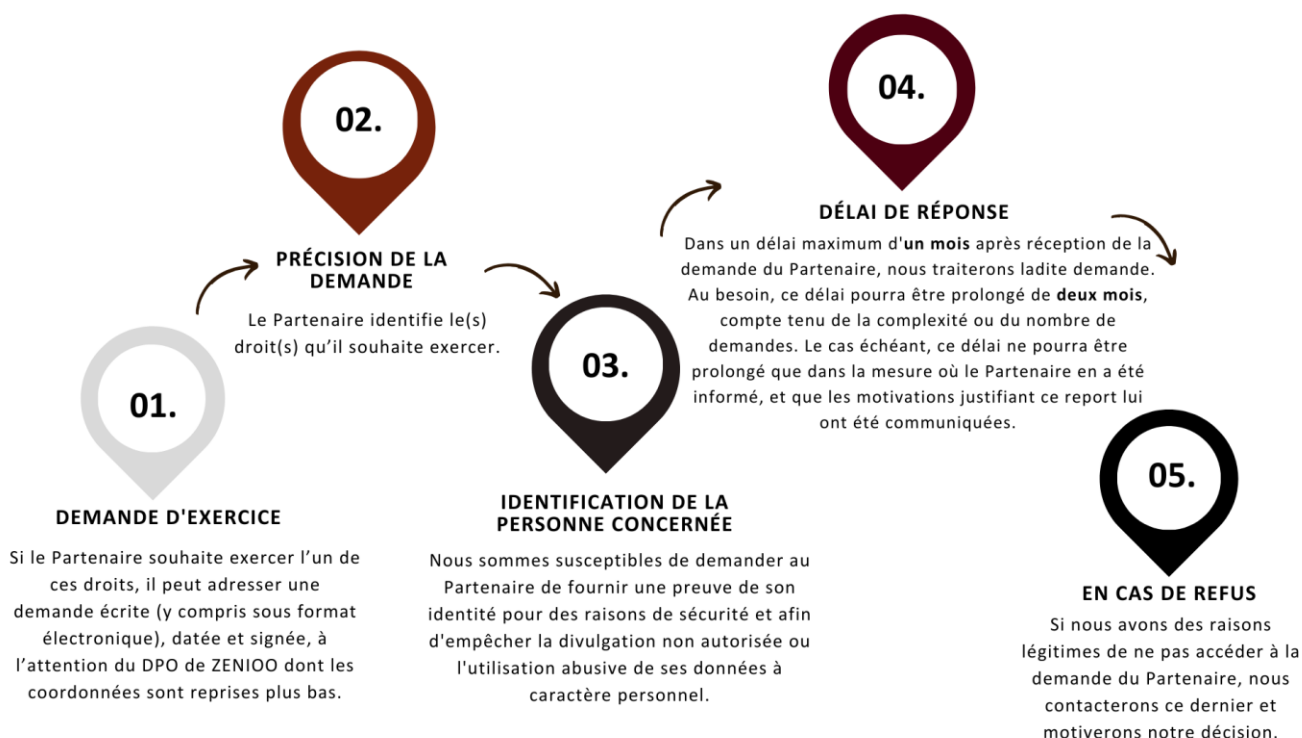 01.
DEMANDE D'EXERCICE
Si le Partenaire souhaite exercer l’un de
ces droits, il peut adresser une
demande écrite (y compris sous format
électronique), datée et signée, à
l’attention du DPO de ZENIOO dont les
coordonnées sont reprises plus bas.
02.
PRÉCISION DE LA
DEMANDE
Le Partenaire identifie le(s)
droit(s) qu’il souhaite exercer.
03.
IDENTIFICATION DE LA
PERSONNE CONCERNÉE
Nous sommes susceptibles de demander au
Partenaire de fournir une preuve de son
identité pour des raisons de sécurité et afin
d'empêcher la divulgation non autorisée ou
l'utilisation abusive de ses données à
caractère personnel.
04.
DÉLAI DE RÉPONSE
Dans un délai maximum d'un mois après réception de la
demande du Partenaire, nous traiterons ladite demande.
Au besoin, ce délai pourra être prolongé de deux mois,
compte tenu de la complexité ou du nombre de
demandes. Le cas échéant, ce délai ne pourra être
prolongé que dans la mesure où le Partenaire en a été
informé, et que les motivations justifiant ce report lui
ont été communiquées.
05.
EN CAS DE REFUS
Si nous avons des raisons
légitimes de ne pas accéder à la
demande du Partenaire, nous
contacterons ce dernier et
motiverons notre décision.